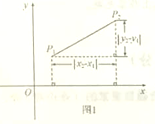 y
P₂
|y₂-y₁|
P₁
|x₂-x₁|
O
x
图1